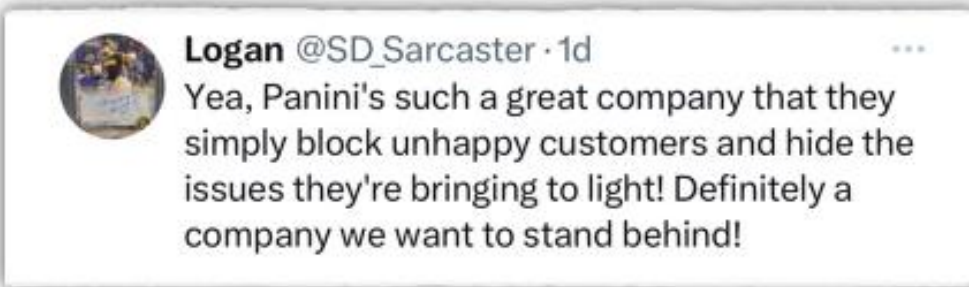 Logan @SD_Sarcaster · 1d
Yea, Panini's such a great company that they
simply block unhappy customers and hide the
issues they're bringing to light! Definitely a
company we want to stand behind!